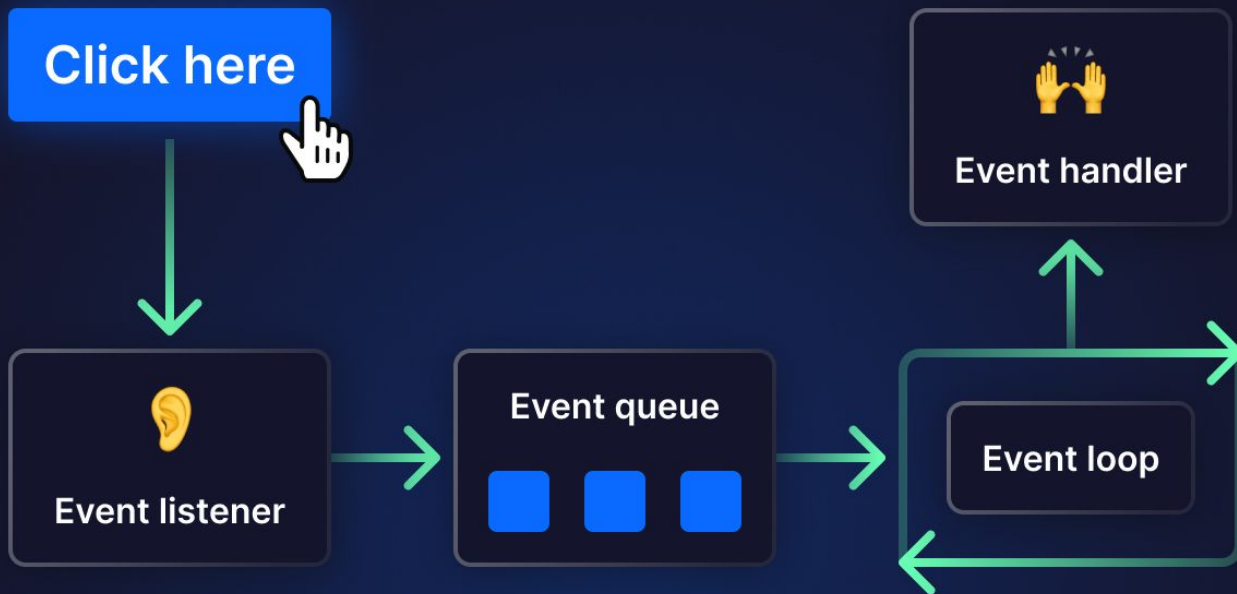 Click here
Event handler
Event listener
Event queue
Event loop